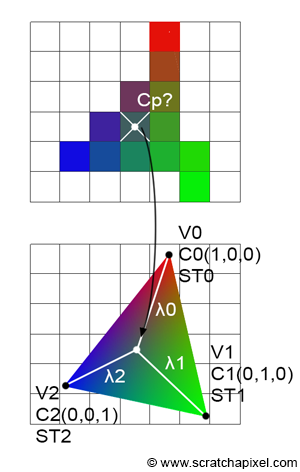 Cp?
V0
C0(1,0,0)
ST0
λ0
λ1
λ2
V1
C1(0,1,0)
ST1
V2
C2(0,0,1)
ST2
© www.scratchapixel.com